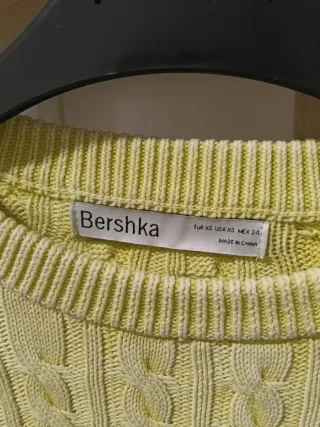 Bershka
EUR XS USA XS MEX 24
MADE IN CHINA